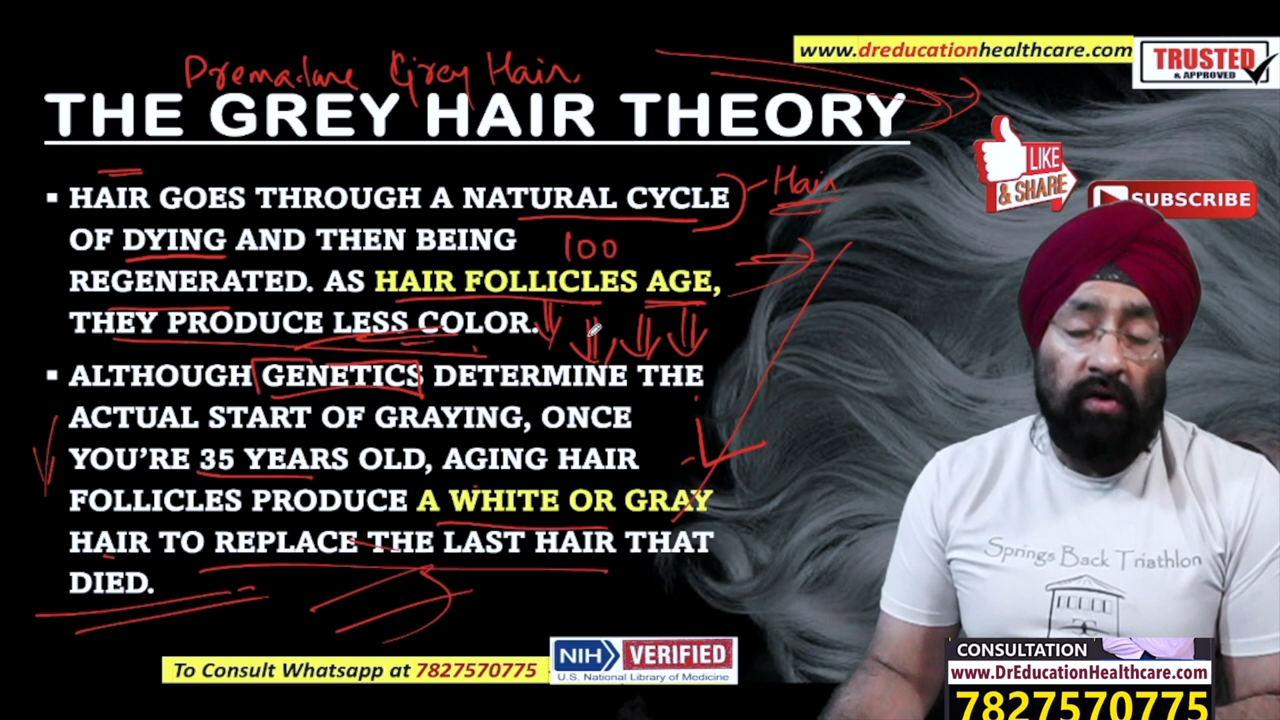 www.dreducationhealthcare.com
TRUSTED
& APPROVED
Premature Grey Hair
THE GREY HAIR THEORY
LIKE
& SHARE
SUBSCRIBE
▪ HAIR GOES THROUGH A NATURAL CYCLE
Hair
OF DYING AND THEN BEING
100
REGENERATED. AS HAIR FOLLICLES AGE,
THEY PRODUCE LESS COLOR.
▪ ALTHOUGH GENETICS DETERMINE THE
ACTUAL START OF GRAYING, ONCE
YOU'RE 35 YEARS OLD, AGING HAIR
FOLLICLES PRODUCE A WHITE OR GRAY
HAIR TO REPLACE THE LAST HAIR THAT
DIED.
Springs Back Triathlon
To Consult Whatsapp at 7827570775
NIH VERIFIED
U.S. National Library of Medicine
CONSULTATION
www.DrEducationHealthcare.com
7827570775